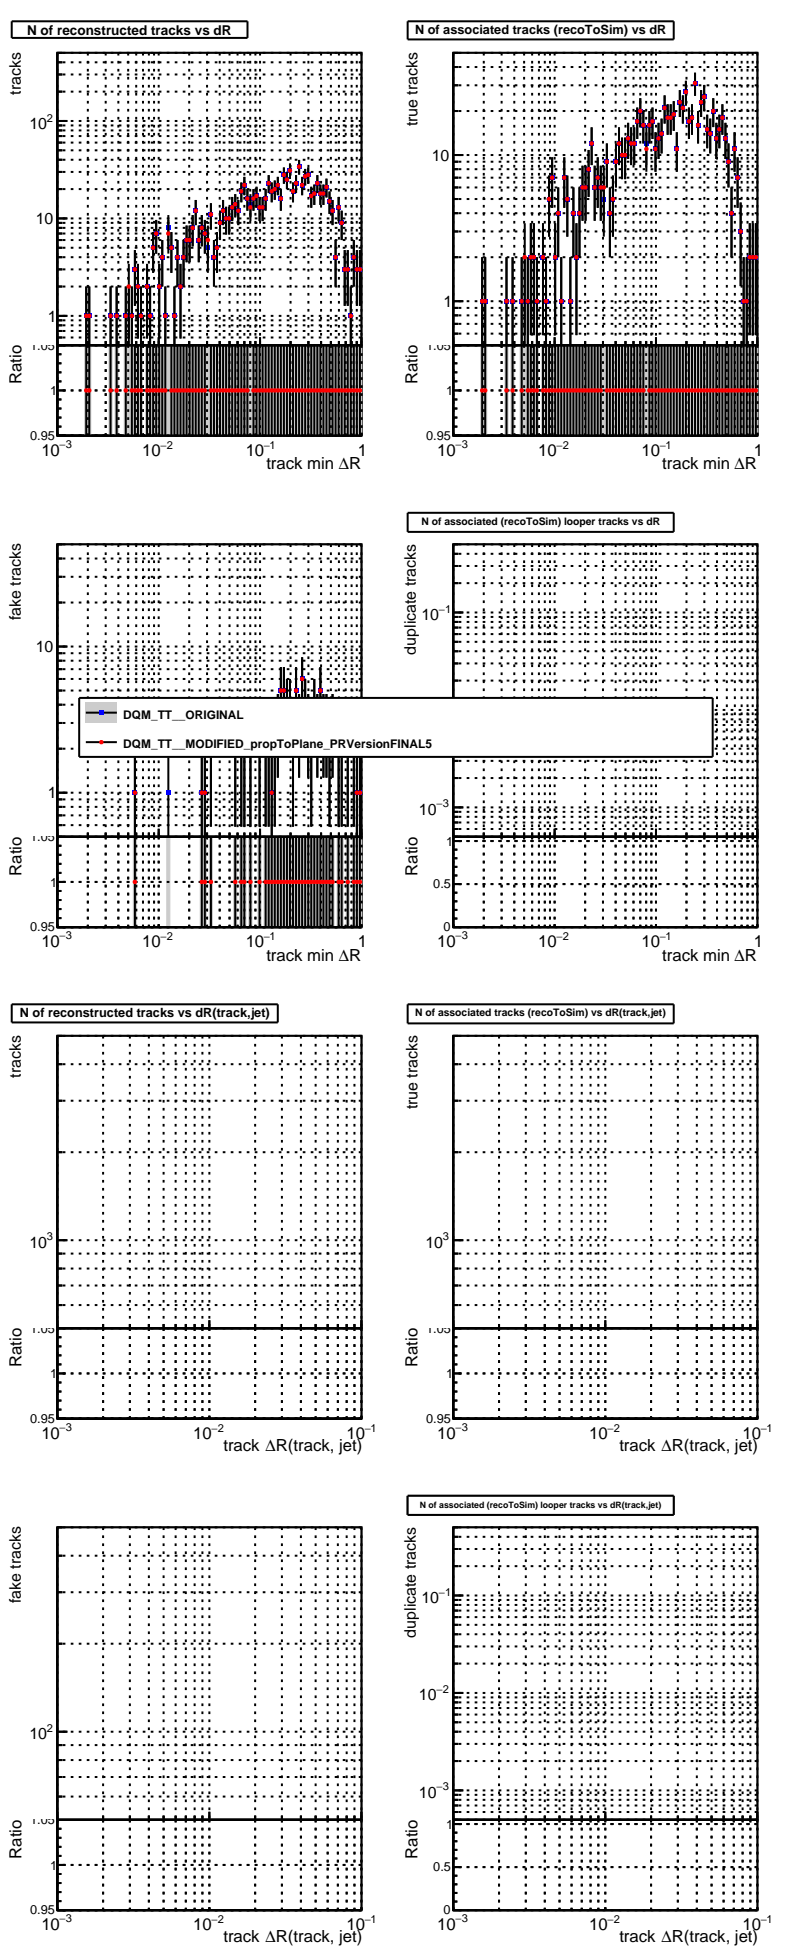 N of reconstructed tracks vs dR
tracks
10²
10
1
Ratio
1.05
1
0.95
10⁻³ 10⁻² 10⁻¹ 1
track min ΔR
N of associated tracks (recoToSim) vs dR
true tracks
10
1
Ratio
1.05
1
0.95
10⁻³ 10⁻² 10⁻¹ 1
track min ΔR
fake tracks
10
1
Ratio
1.05
1
0.95
10⁻³ 10⁻² 10⁻¹ 1
track min ΔR
N of associated (recoToSim) looper tracks vs dR
duplicate tracks
10⁻¹
10⁻³
Ratio
1
0.5
0
10⁻³ 10⁻² 10⁻¹ 1
track min ΔR
DQM_TT__ORIGINAL
DQM_TT__MODIFIED_propToPlane_PRVersionFINAL5
N of reconstructed tracks vs dR(track,jet)
tracks
10³
Ratio
1.05
1
0.95
10⁻³ 10⁻² 10⁻¹
track ΔR(track, jet)
N of associated tracks (recoToSim) vs dR(track,jet)
true tracks
10³
Ratio
1.05
1
0.95
10⁻³ 10⁻² 10⁻¹
track ΔR(track, jet)
fake tracks
10²
Ratio
1.05
1
0.95
10⁻³ 10⁻² 10⁻¹
track ΔR(track, jet)
N of associated (recoToSim) looper tracks vs dR(track,jet)
duplicate tracks
10⁻¹
10⁻²
10⁻³
Ratio
1
0.5
0
10⁻³ 10⁻² 10⁻¹
track ΔR(track, jet)